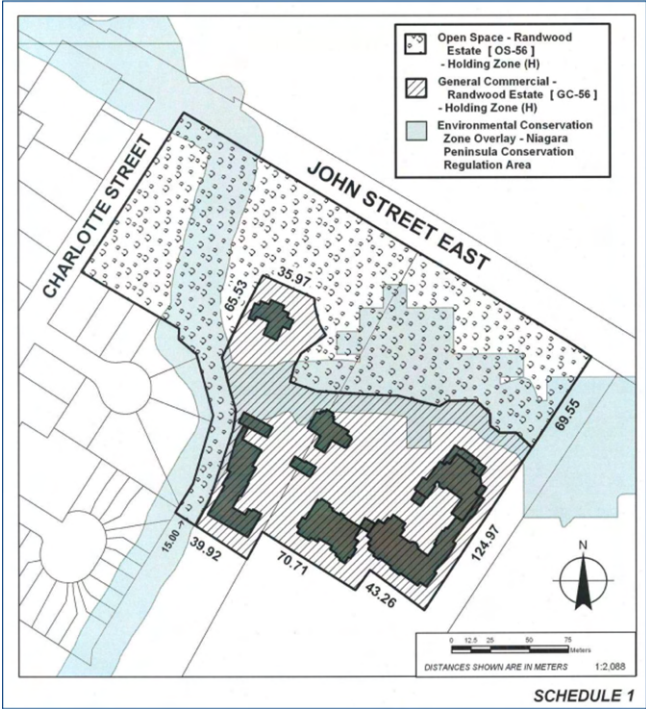 Open Space - Randwood
Estate [ OS-56 ]
- Holding Zone (H)
General Commercial -
Randwood Estate [ GC-56 ]
- Holding Zone (H)
Environmental Conservation
Zone Overlay - Niagara
Peninsula Conservation
Regulation Area
JOHN STREET EAST
CHARLOTTE STREET
35.97
65.53
69.55
124.97
15.00
39.92
70.71
43.26
N
0 12.5 25 50 75
Meters
DISTANCES SHOWN ARE IN METERS 1:2,088
SCHEDULE 1